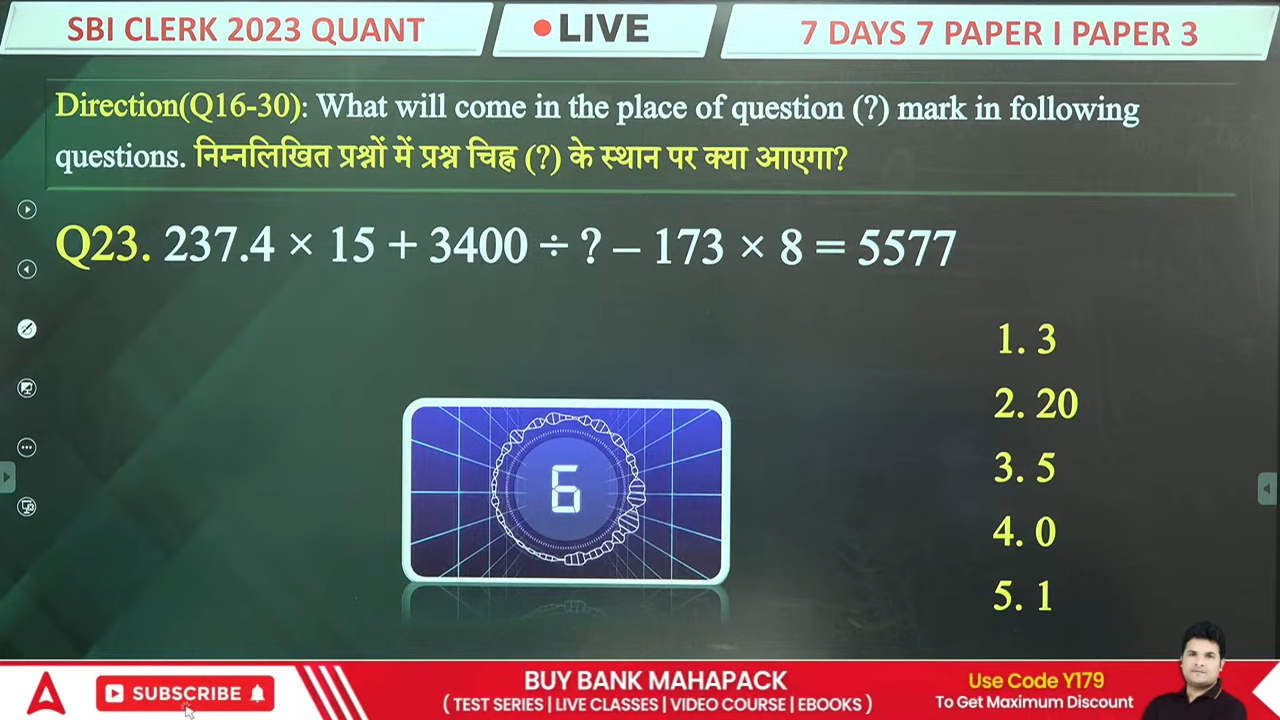 SBI CLERK 2023 QUANT
LIVE
7 DAYS 7 PAPER I PAPER 3
Direction(Q16-30): What will come in the place of question (?) mark in following
questions. निम्नलिखित प्रश्नों में प्रश्न चिह्न (?) के स्थान पर क्या आएगा?
Q23. 237.4 × 15 + 3400 ÷ ? – 173 × 8 = 5577
1. 3
2. 20
3. 5
4. 0
5. 1
6
SUBSCRIBE
BUY BANK MAHAPACK
( TEST SERIES | LIVE CLASSES | VIDEO COURSE | EBOOKS )
Use Code Y179
To Get Maximum Discount